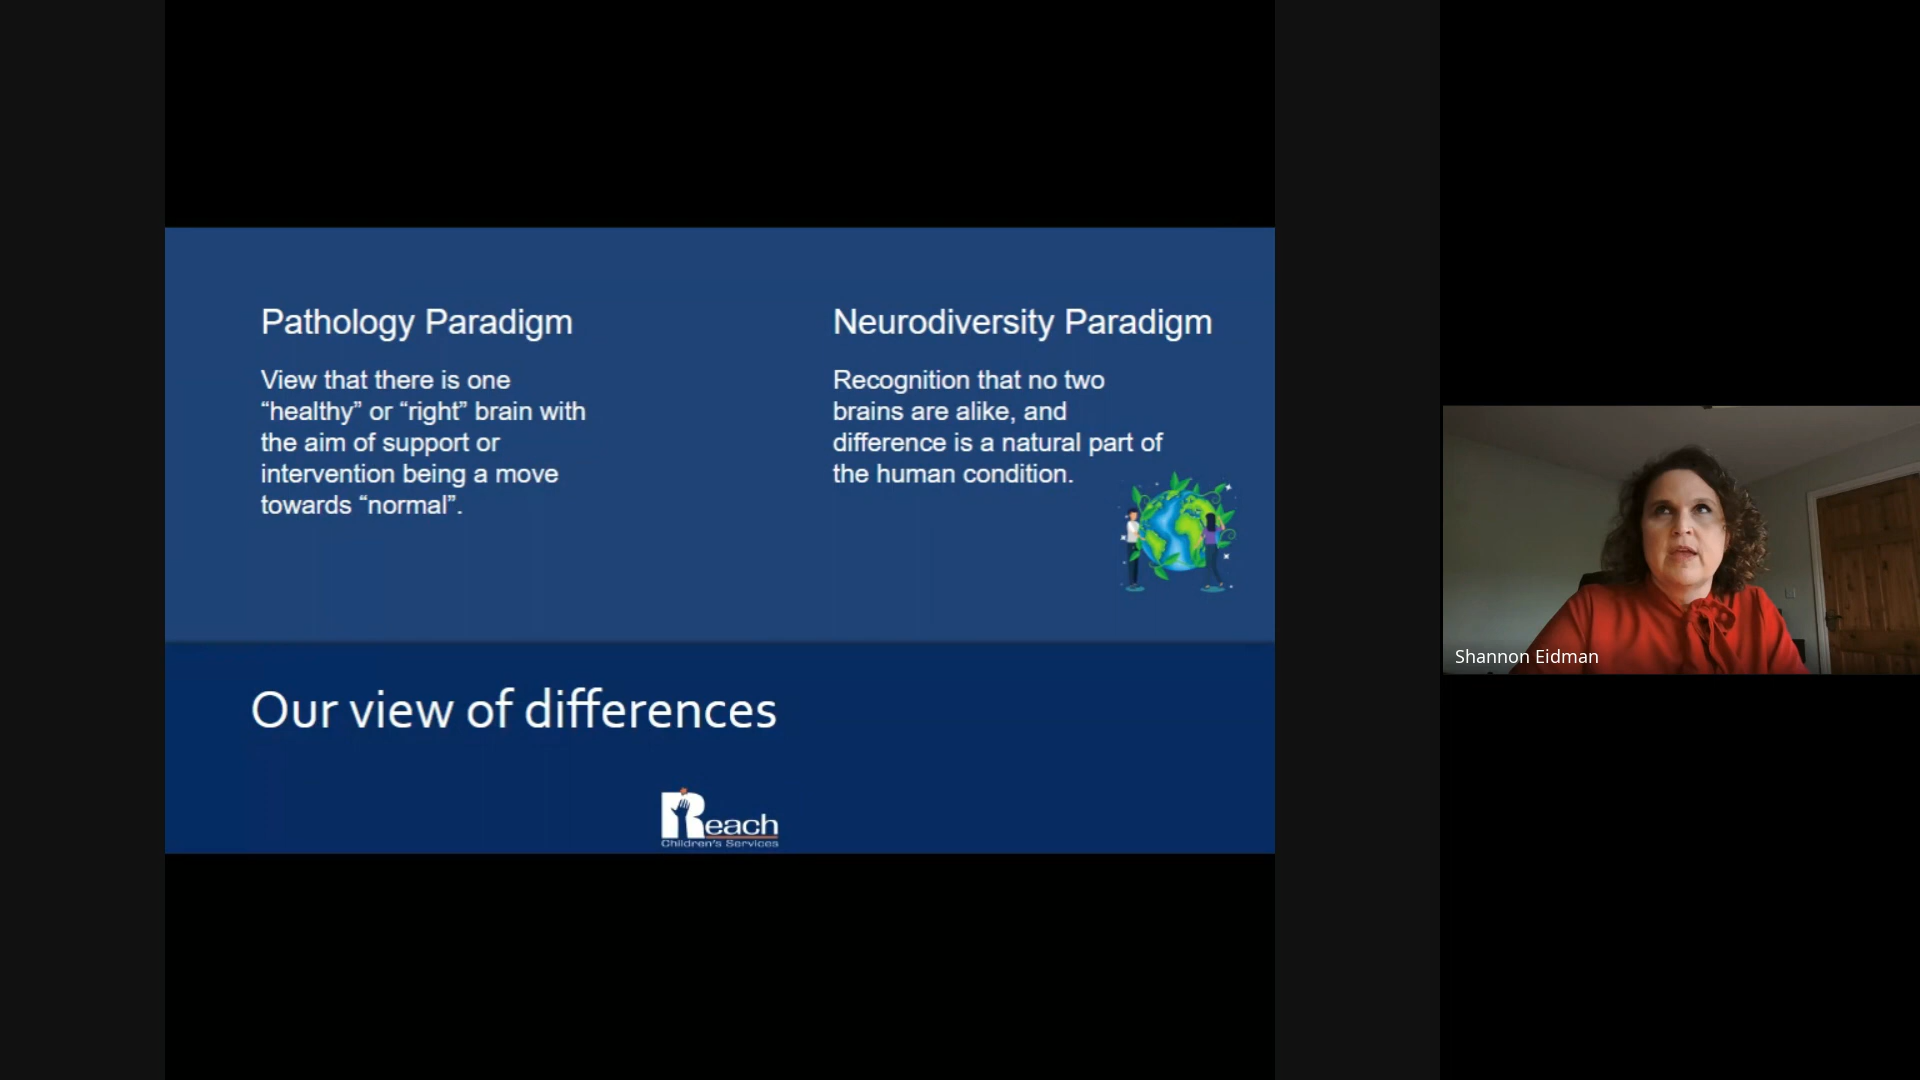 Pathology Paradigm
View that there is one
“healthy” or “right” brain with
the aim of support or
intervention being a move
towards “normal”.
Neurodiversity Paradigm
Recognition that no two
brains are alike, and
difference is a natural part of
the human condition.
Our view of differences
Reach
Children's Services
Shannon Eidman